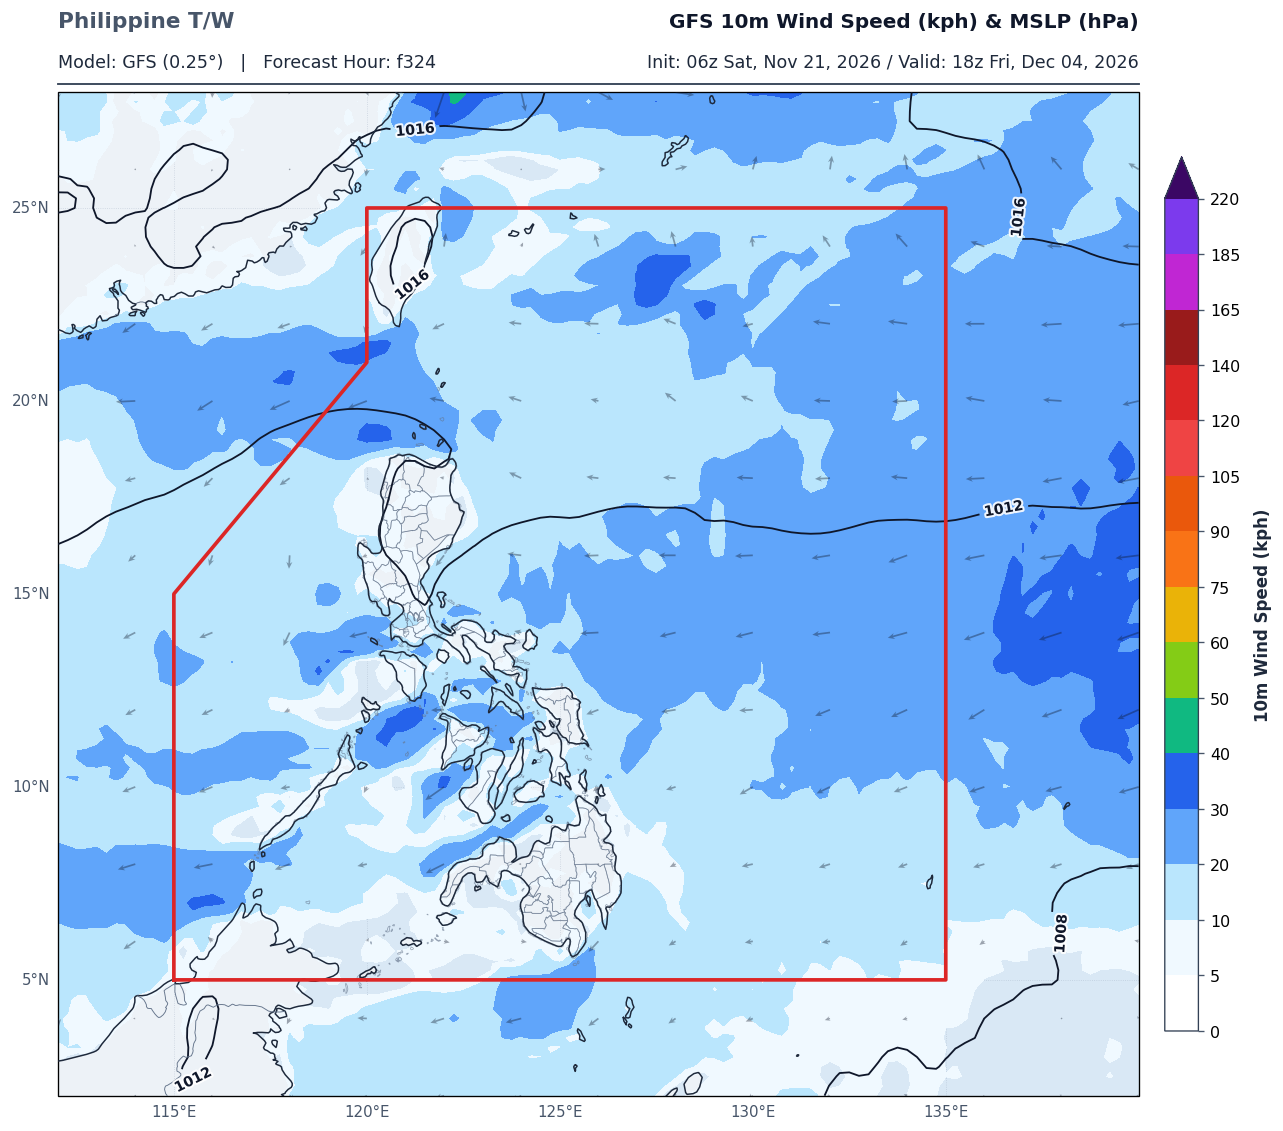 Philippine T/W
GFS 10m Wind Speed (kph) & MSLP (hPa)
Model: GFS (0.25°)   |   Forecast Hour: f324
Init: 06z Sat, Nov 21, 2026 / Valid: 18z Fri, Dec 04, 2026
1016
1016
1016
1012
1008
1012
25°N
20°N
15°N
10°N
5°N
115°E
120°E
125°E
130°E
135°E
220
185
165
140
120
105
90
75
60
50
40
30
20
10
5
0
10m Wind Speed (kph)